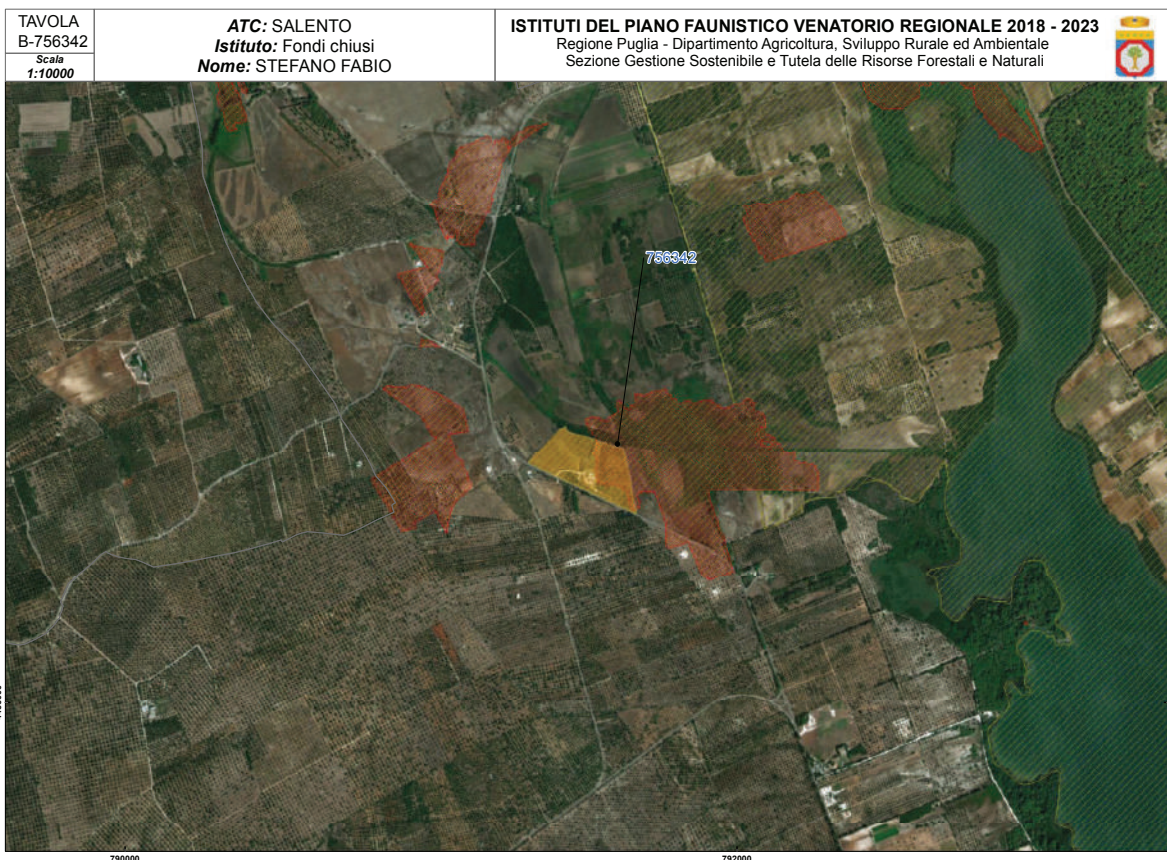 TAVOLA
B-756342
Scala
1:10000
ATC: SALENTO
Istituto: Fondi chiusi
Nome: STEFANO FABIO
ISTITUTI DEL PIANO FAUNISTICO VENATORIO REGIONALE 2018 - 2023
Regione Puglia - Dipartimento Agricoltura, Sviluppo Rurale ed Ambientale
Sezione Gestione Sostenibile e Tutela delle Risorse Forestali e Naturali
756342
790000
792000